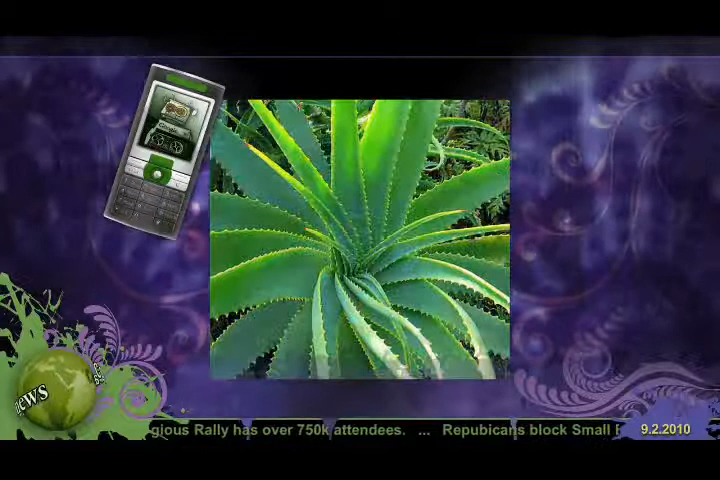 news
gious Rally has over 750k attendees. ... Repubicans block Small
9.2.2010